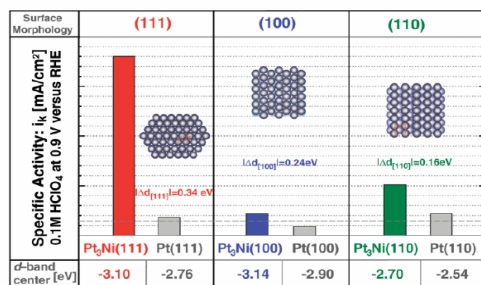 Surface
Morphology
(111)
(100)
(110)
Specific Activity: iₖ [mA/cm²]
0.1M HClO₄ at 0.9 V versus RHE
|Δd[111]|=0.34 eV
|Δd[100]|=0.24eV
|Δd[110]|=0.16eV
Pt₃Ni(111) Pt(111) Pt₃Ni(100) Pt(100) Pt₃Ni(110) Pt(110)
d-band
center [eV]
-3.10 -2.76 -3.14 -2.90 -2.70 -2.54